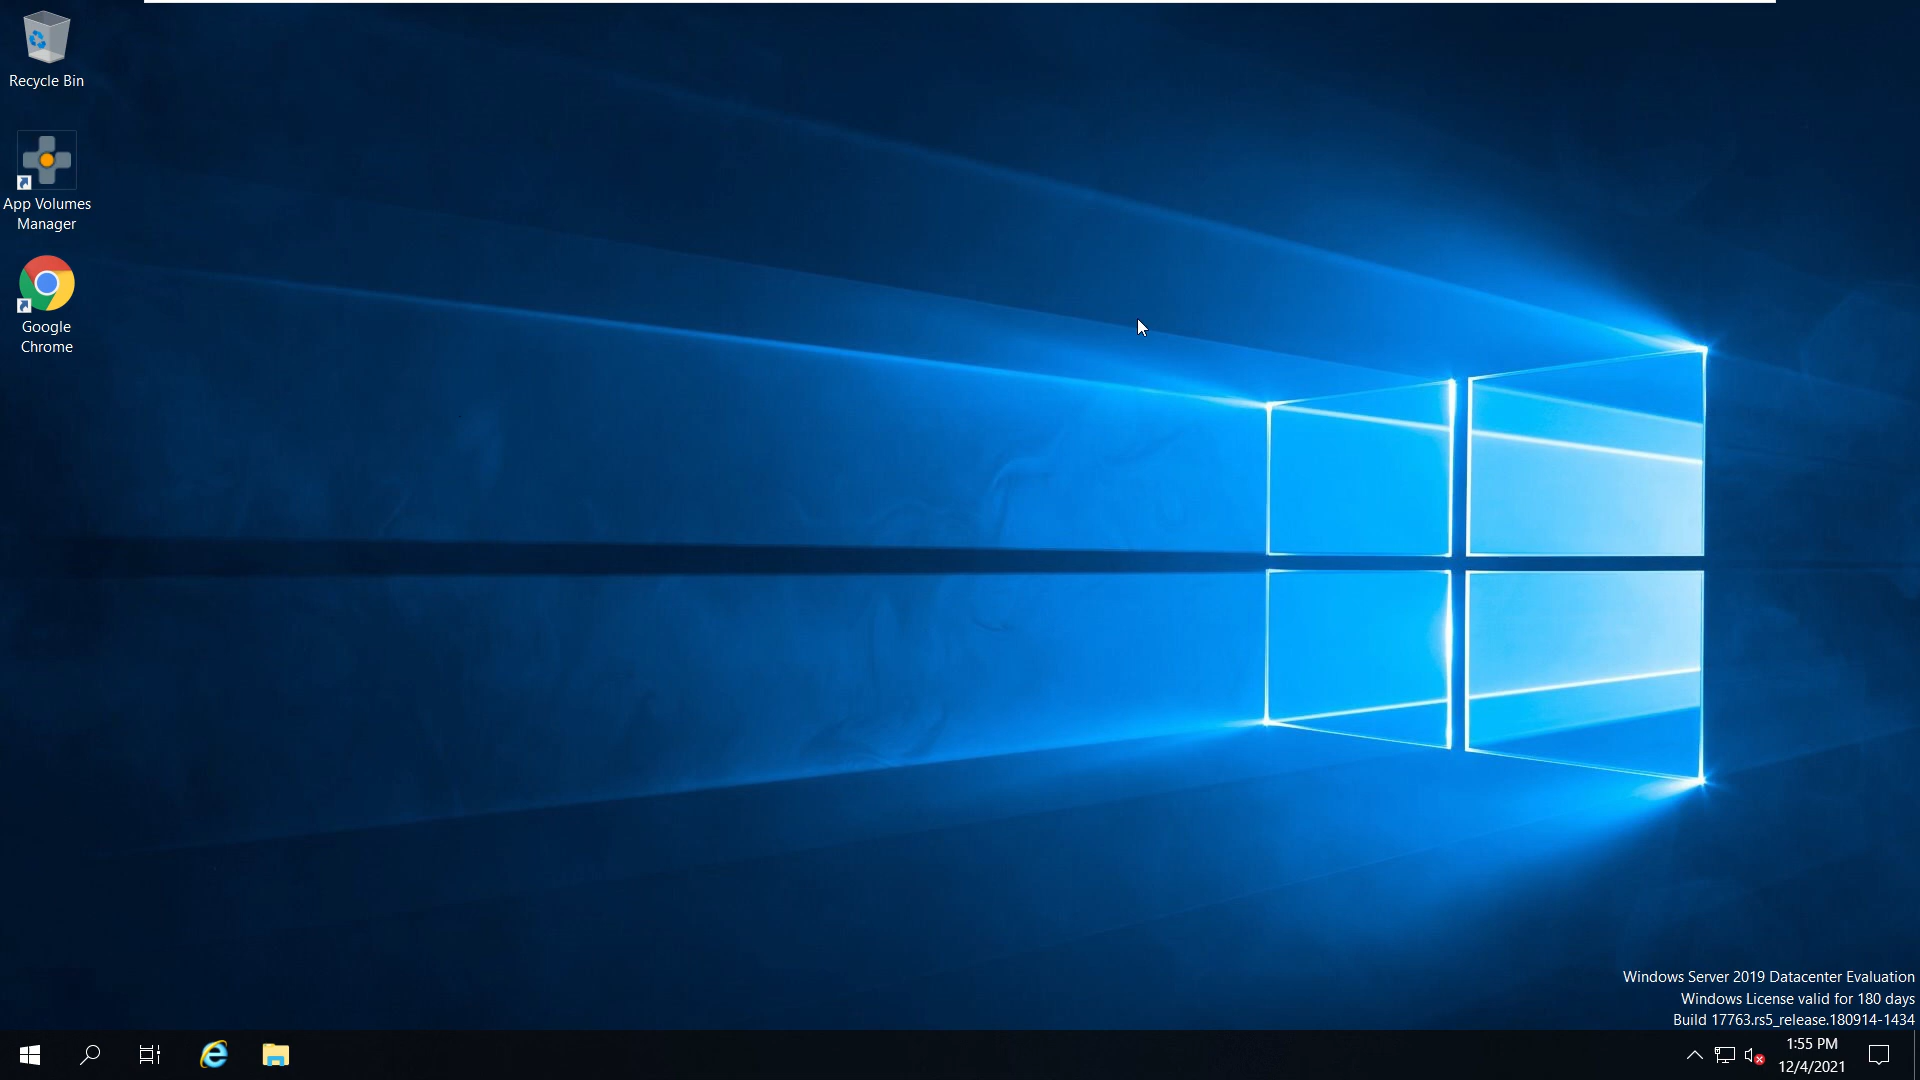 Recycle Bin
App Volumes
Manager
Google
Chrome
Windows Server 2019 Datacenter Evaluation
Windows License valid for 180 days
Build 17763.rs5_release.180914-1434
1:55 PM
12/4/2021